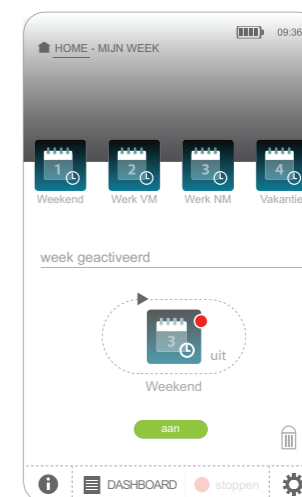 09:36
HOME - MIJN WEEK
1 2 3 4
Weekend Werk VM Werk NM Vakantie
week geactiveerd
3
uit
Weekend
aan
i DASHBOARD stoppen